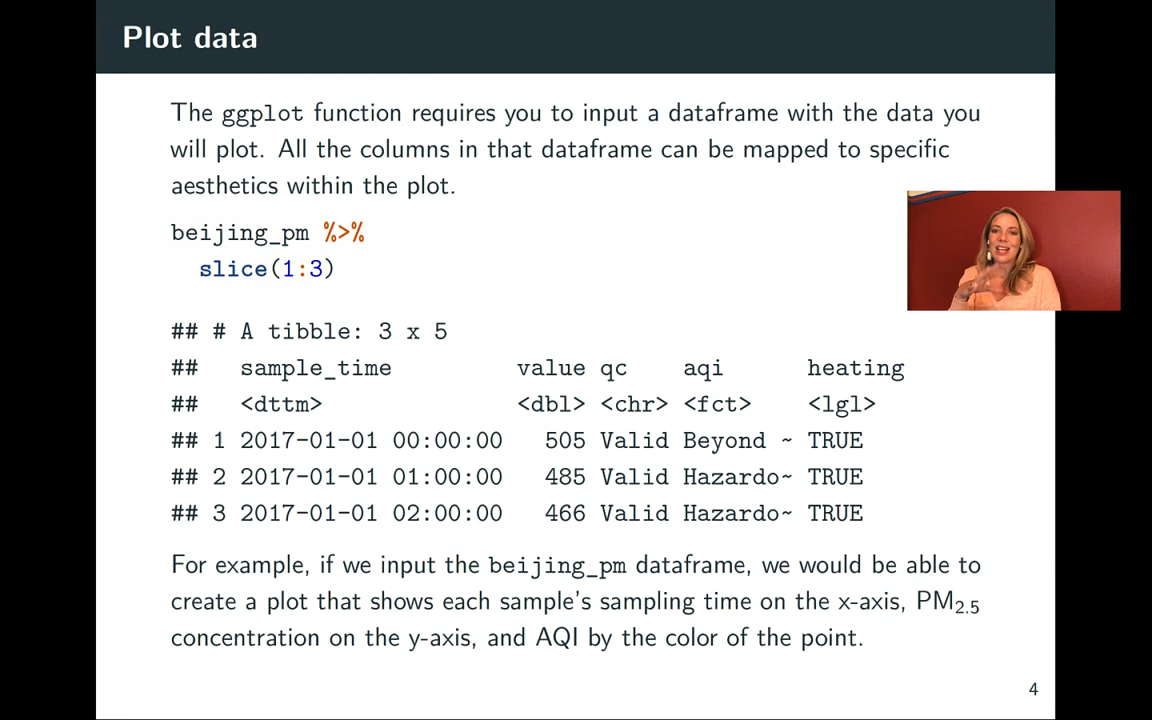 Plot data
The ggplot function requires you to input a dataframe with the data you
will plot. All the columns in that dataframe can be mapped to specific
aesthetics within the plot.
beijing_pm %>%
  slice(1:3)
## # A tibble: 3 x 5
##   sample_time         value qc    aqi      heating
##   <dttm>              <dbl> <chr> <fct>    <lgl>
## 1 2017-01-01 00:00:00   505 Valid Beyond ~ TRUE
## 2 2017-01-01 01:00:00   485 Valid Hazardo~ TRUE
## 3 2017-01-01 02:00:00   466 Valid Hazardo~ TRUE
For example, if we input the beijing_pm dataframe, we would be able to
create a plot that shows each sample's sampling time on the x-axis, PM2.5
concentration on the y-axis, and AQI by the color of the point.
4